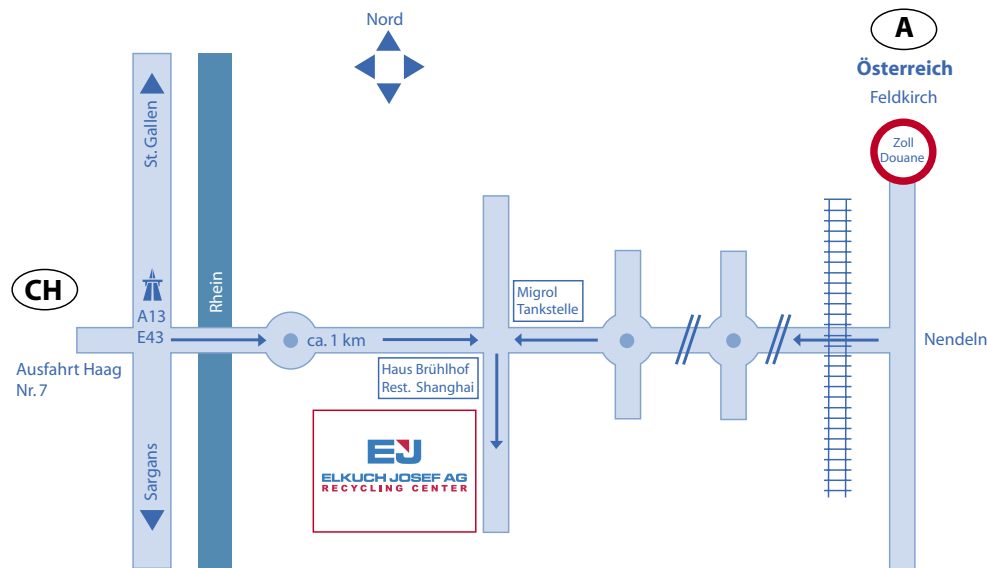 Nord
A
Österreich
Feldkirch
Zoll
Douane
St. Gallen
Rhein
CH
A13
E43
Migrol
Tankstelle
ca. 1 km
Nendeln
Ausfahrt Haag
Nr. 7
Haus Brühlhof
Rest. Shanghai
EJ
ELKUCH JOSEF AG
RECYCLING CENTER
Sargans